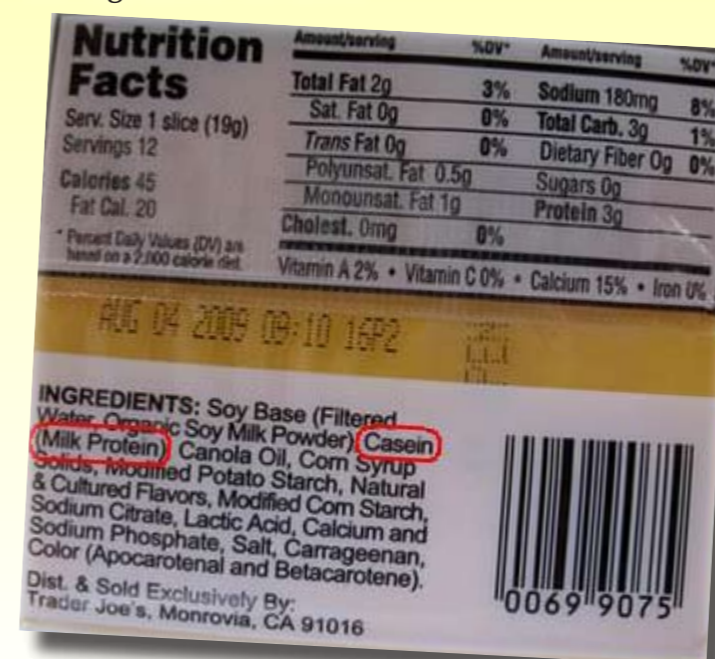 Nutrition
Facts
Serv. Size 1 slice (19g)
Servings 12
Calories 45
Fat Cal. 20
* Percent Daily Values (DV) are
based on a 2,000 calorie diet.
Amount/serving %DV*
Total Fat 2g 3%
Sat. Fat 0g 0%
Trans Fat 0g 0%
Polyunsat. Fat 0.5g
Monounsat. Fat 1g
Cholest. 0mg 0%
Amount/serving %DV*
Sodium 180mg 8%
Total Carb. 3g 1%
Dietary Fiber 0g 0%
Sugars 0g
Protein 3g
Vitamin A 2% • Vitamin C 0% • Calcium 15% • Iron 0%
AUG 04 2009 09:10 16P2
INGREDIENTS: Soy Base (Filtered
Water, Organic Soy Milk Powder), Casein
(Milk Protein), Canola Oil, Corn Syrup
Solids, Modified Potato Starch, Natural
& Cultured Flavors, Modified Corn Starch,
Sodium Citrate, Lactic Acid, Calcium and
Sodium Phosphate, Salt, Carrageenan,
Color (Apocarotenal and Betacarotene).
Dist. & Sold Exclusively By:
Trader Joe's, Monrovia, CA 91016
0069 9075